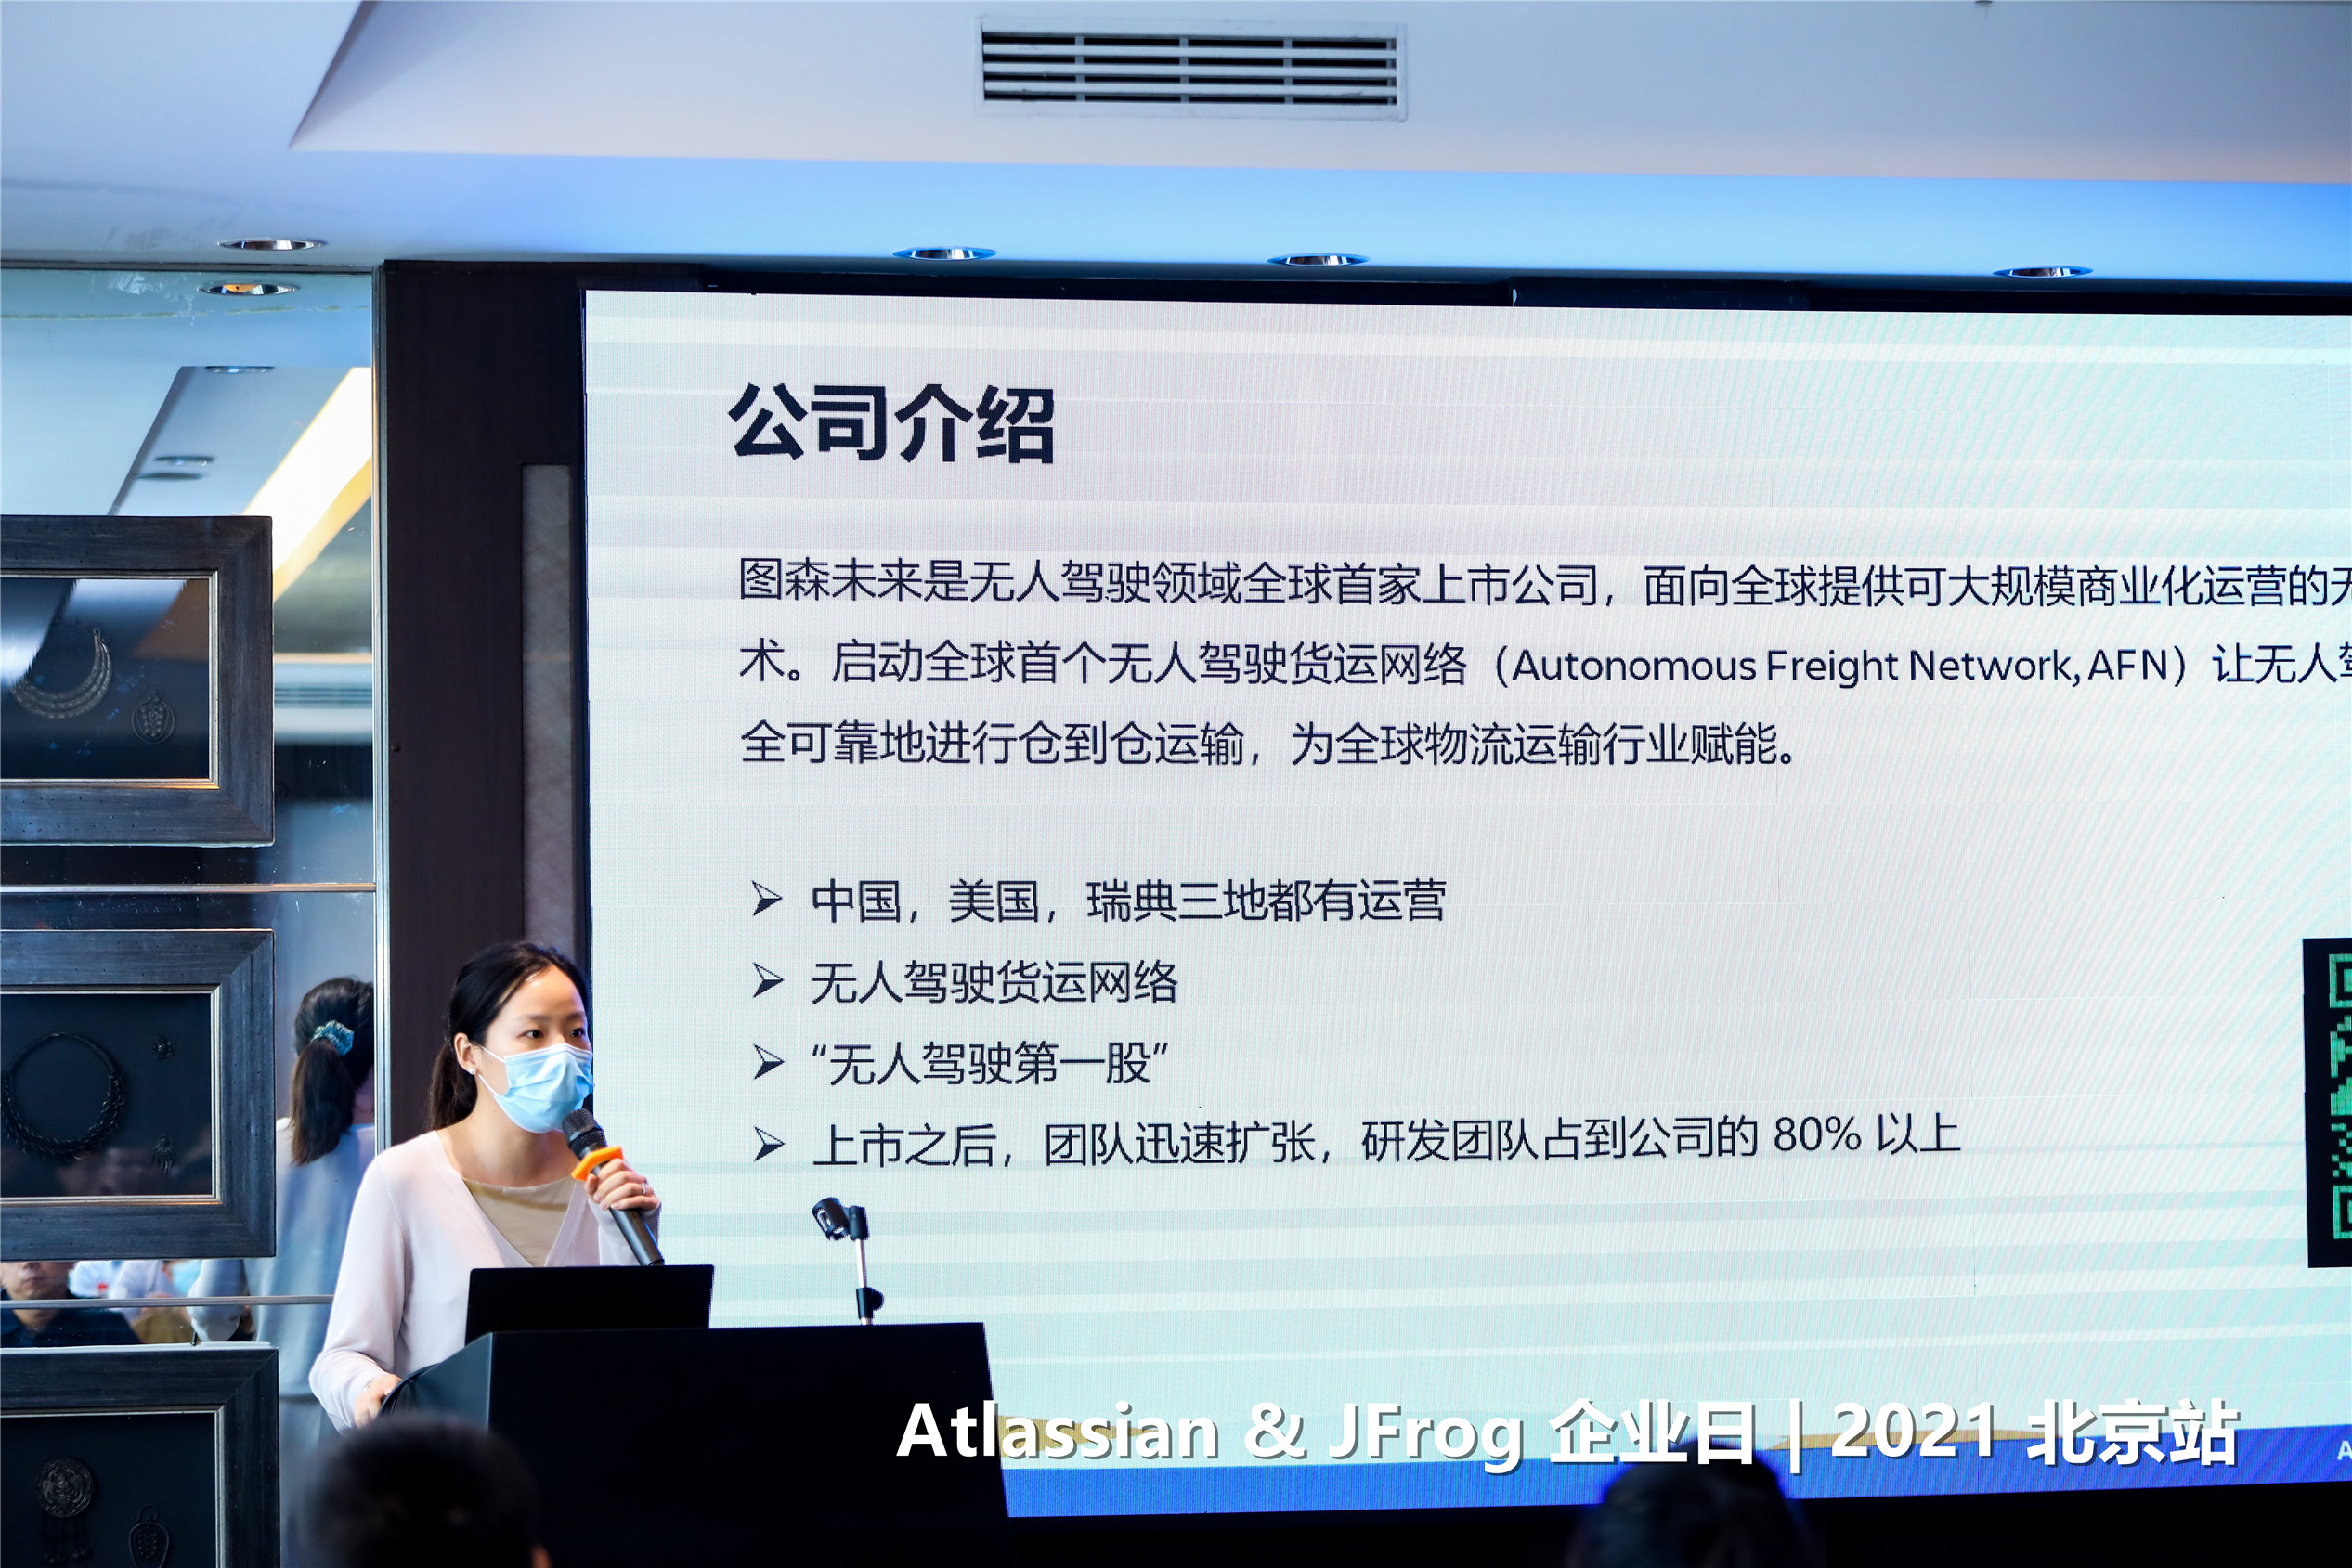 公司介绍
图森未来是无人驾驶领域全球首家上市公司，面向全球提供可大规模商业化运营的无
术。启动全球首个无人驾驶货运网络（Autonomous Freight Network, AFN）让无人驾
全可靠地进行仓到仓运输，为全球物流运输行业赋能。
➢ 中国，美国，瑞典三地都有运营
➢ 无人驾驶货运网络
➢ “无人驾驶第一股”
➢ 上市之后，团队迅速扩张，研发团队占到公司的 80% 以上
Atlassian & JFrog 企业日 | 2021 北京站